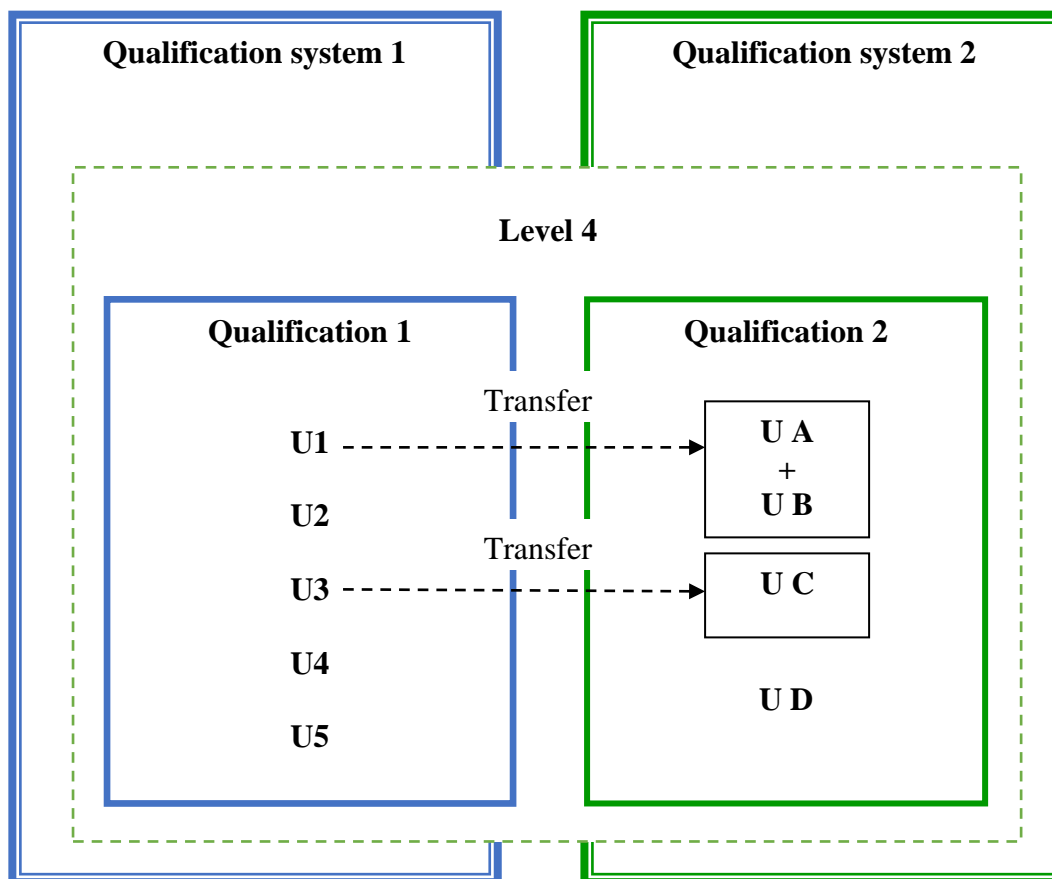 Qualification system 1
Qualification system 2
Level 4
Qualification 1
Qualification 2
Transfer
U1
U A
+
U B
U2
Transfer
U3
U C
U4
U D
U5